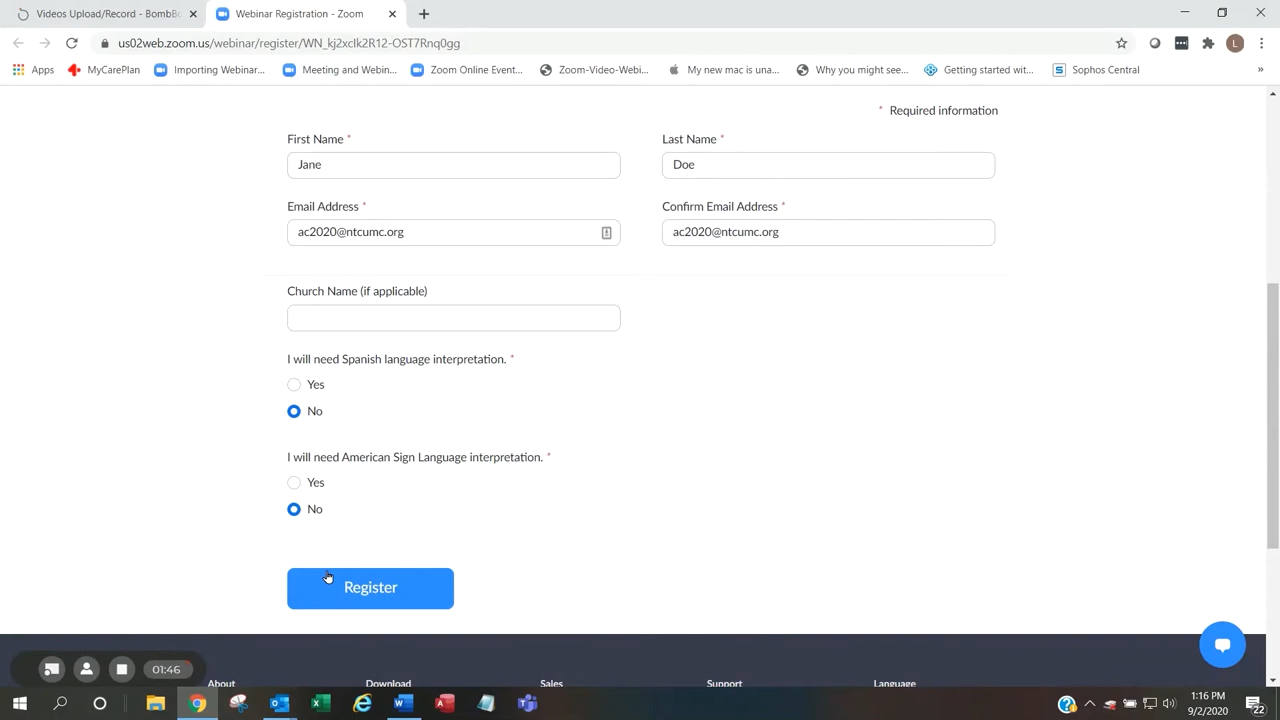 Videos Upload/Record - BombBo
Webinar Registration - Zoom
us02web.zoom.us/webinar/register/WN_kj2xcIk2R12-OST7Rnq0gg
Apps MyCarePlan Importing Webinar... Meeting and Webin... Zoom Online Event... Zoom-Video-Webi... My new mac is una... Why you might see... Getting started wit... Sophos Central »
* Required information
First Name * Last Name *
Jane Doe
Email Address * Confirm Email Address *
ac2020@ntcumc.org ac2020@ntcumc.org
Church Name (if applicable)
I will need Spanish language interpretation. *
Yes
No
I will need American Sign Language interpretation. *
Yes
No
Register
01:46
About Download Sales Support Language
1:16 PM
9/2/2020
22